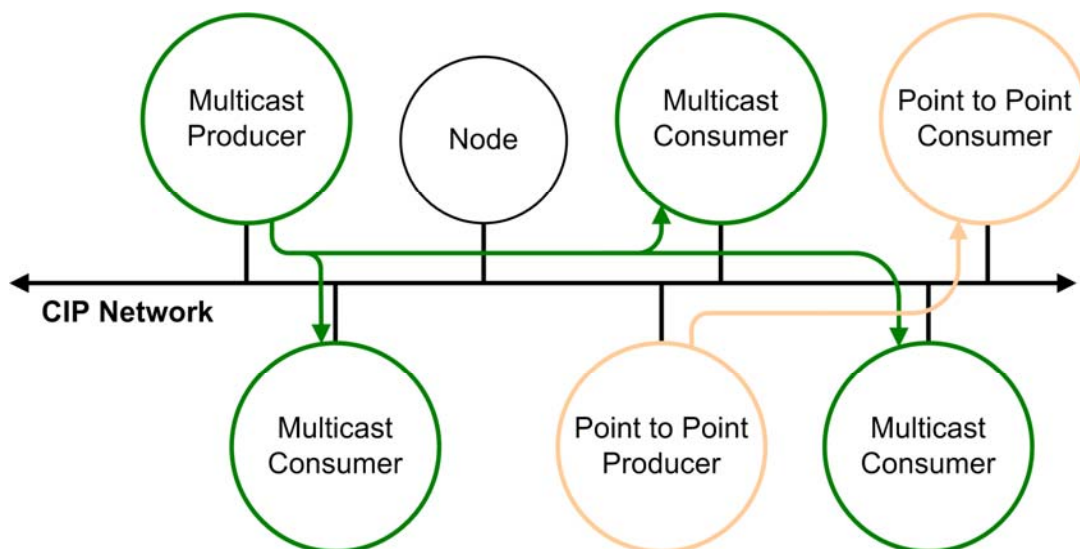 Multicast
Producer
Node
Multicast
Consumer
Point to Point
Consumer
CIP Network
Multicast
Consumer
Point to Point
Producer
Multicast
Consumer